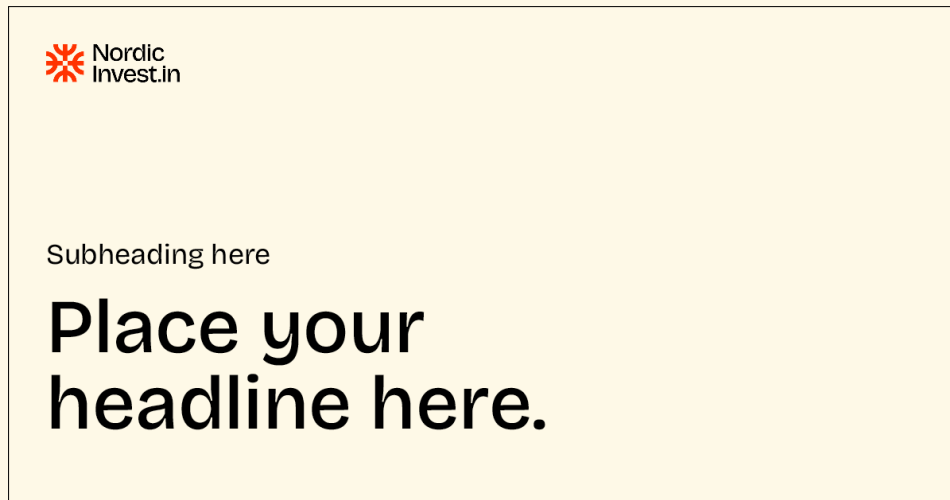 Nordic
Invest.in
Subheading here
Place your
headline here.